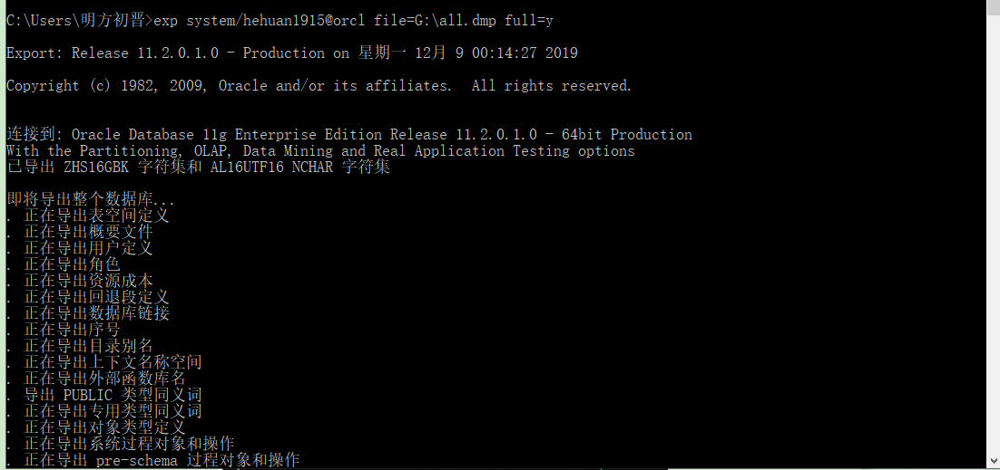 C:\Users\明方初晋>exp system/hehuan1915@orcl file=G:\all.dmp full=y
Export: Release 11.2.0.1.0 - Production on 星期一 12月 9 00:14:27 2019
Copyright (c) 1982, 2009, Oracle and/or its affiliates.  All rights reserved.
连接到: Oracle Database 11g Enterprise Edition Release 11.2.0.1.0 - 64bit Production
With the Partitioning, OLAP, Data Mining and Real Application Testing options
已导出 ZHS16GBK 字符集和 AL16UTF16 NCHAR 字符集
即将导出整个数据库...
. 正在导出表空间定义
. 正在导出概要文件
. 正在导出用户定义
. 正在导出角色
. 正在导出资源成本
. 正在导出回退段定义
. 正在导出数据库链接
. 正在导出序号
. 正在导出目录别名
. 正在导出上下文名称空间
. 正在导出外部函数库名
. 导出 PUBLIC 类型同义词
. 正在导出专用类型同义词
. 正在导出对象类型定义
. 正在导出系统过程对象和操作
. 正在导出 pre-schema 过程对象和操作